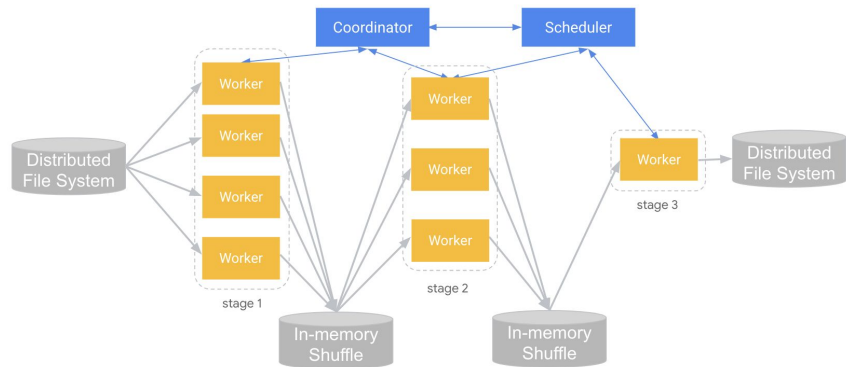 Coordinator
Scheduler
Worker
Worker
Worker
Worker
stage 1
Distributed
File System
Worker
Worker
Worker
stage 2
In-memory
Shuffle
In-memory
Shuffle
Worker
stage 3
Distributed
File System